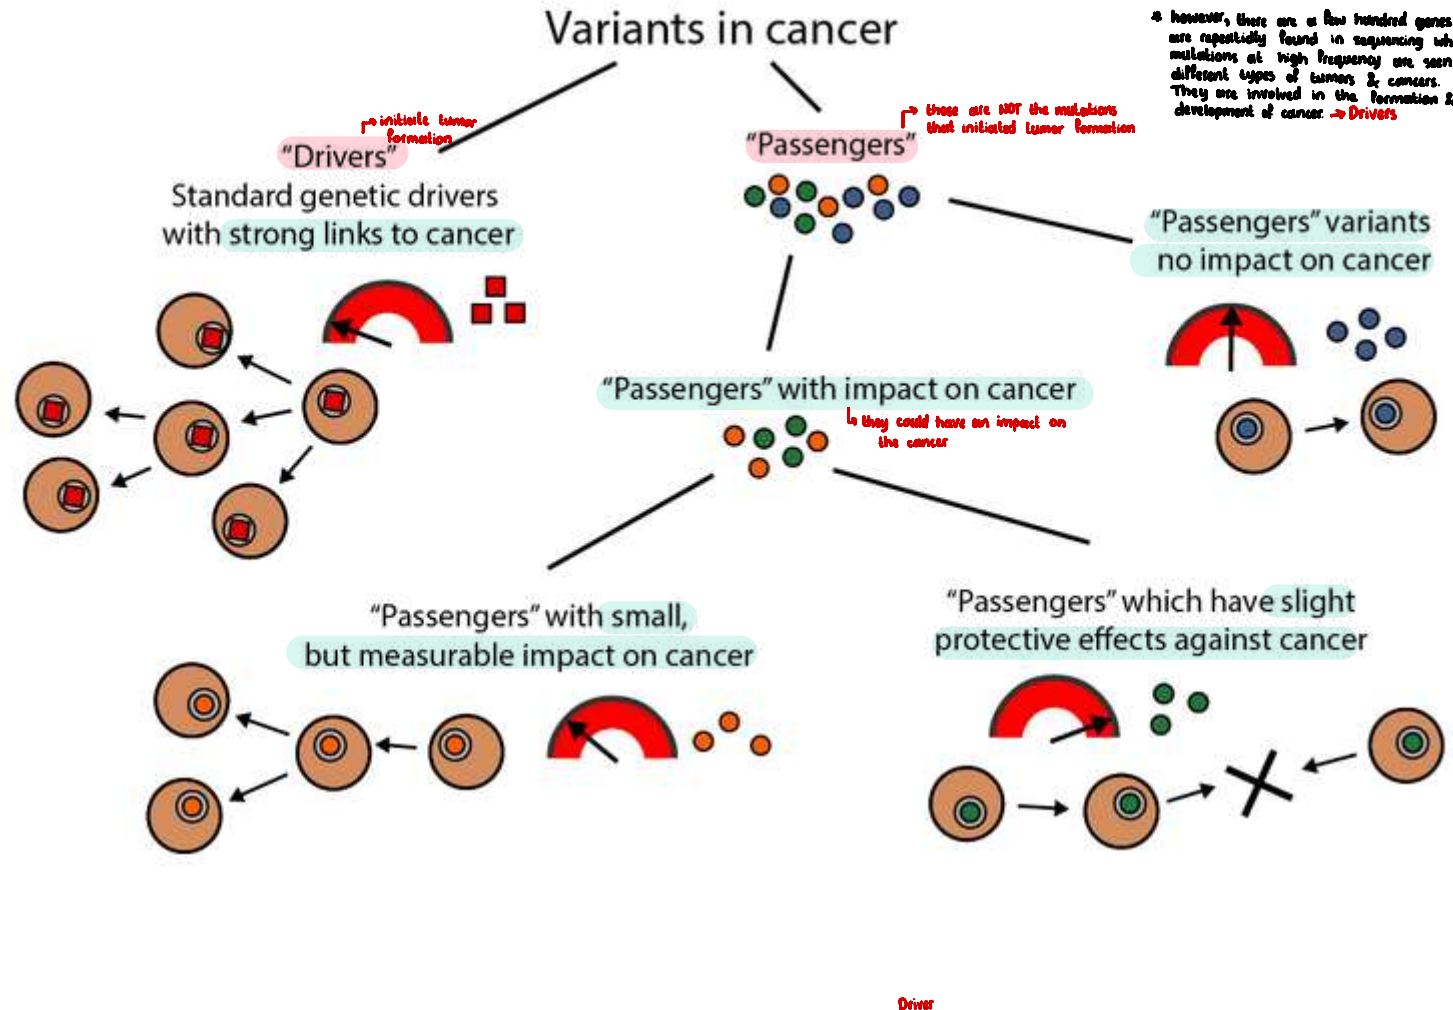 Variants in cancer
* however, there are a few hundred genes
are repeatidly found in sequencing wh
mutations at high frequency are seen
different types of tumors & cancers.
They are involved in the formation &
development of cancer. → Drivers
→ initiate tumor
formation
"Drivers"
Standard genetic drivers
with strong links to cancer
→ these are NOT the mutations
that initiated tumor formation
"Passengers"
"Passengers" variants
no impact on cancer
"Passengers" with impact on cancer
↳ they could have an impact on
the cancer
"Passengers" with small,
but measurable impact on cancer
"Passengers" which have slight
protective effects against cancer
Driver